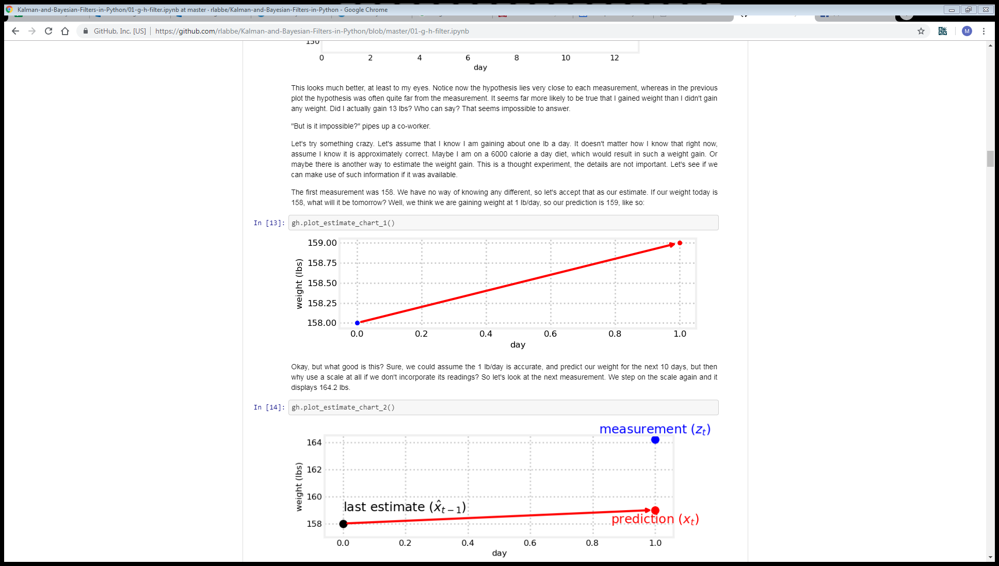 Kalman-and-Bayesian-Filters-in-Python/01-g-h-filter.ipynb at master · rlabbe/Kalman-and-Bayesian-Filters-in-Python - Google Chrome
GitHub, Inc. [US] | https://github.com/rlabbe/Kalman-and-Bayesian-Filters-in-Python/blob/master/01-g-h-filter.ipynb
M
150
0 2 4 6 8 10 12
day
This looks much better, at least to my eyes. Notice now the hypothesis lies very close to each measurement, whereas in the previous
plot the hypothesis was often quite far from the measurement. It seems far more likely to be true that I gained weight than I didn't gain
any weight. Did I actually gain 13 lbs? Who can say? That seems impossible to answer.
"But is it impossible?" pipes up a co-worker.
Let's try something crazy. Let's assume that I know I am gaining about one lb a day. It doesn't matter how I know that right now,
assume I know it is approximately correct. Maybe I am on a 6000 calorie a day diet, which would result in such a weight gain. Or
maybe there is another way to estimate the weight gain. This is a thought experiment, the details are not important. Let's see if we
can make use of such information if it was available.
The first measurement was 158. We have no way of knowing any different, so let's accept that as our estimate. If our weight today is
158, what will it be tomorrow? Well, we think we are gaining weight at 1 lb/day, so our prediction is 159, like so:
In [13]: gh.plot_estimate_chart_1()
159.00
158.75
158.50
158.25
158.00
weight (lbs)
0.0 0.2 0.4 0.6 0.8 1.0
day
Okay, but what good is this? Sure, we could assume the 1 lb/day is accurate, and predict our weight for the next 10 days, but then
why use a scale at all if we don't incorporate its readings? So let's look at the next measurement. We step on the scale again and it
displays 164.2 lbs.
In [14]: gh.plot_estimate_chart_2()
measurement (z_t)
164
162
160
158
weight (lbs)
last estimate (x̂_{t−1})
prediction (x_t)
0.0 0.2 0.4 0.6 0.8 1.0
day